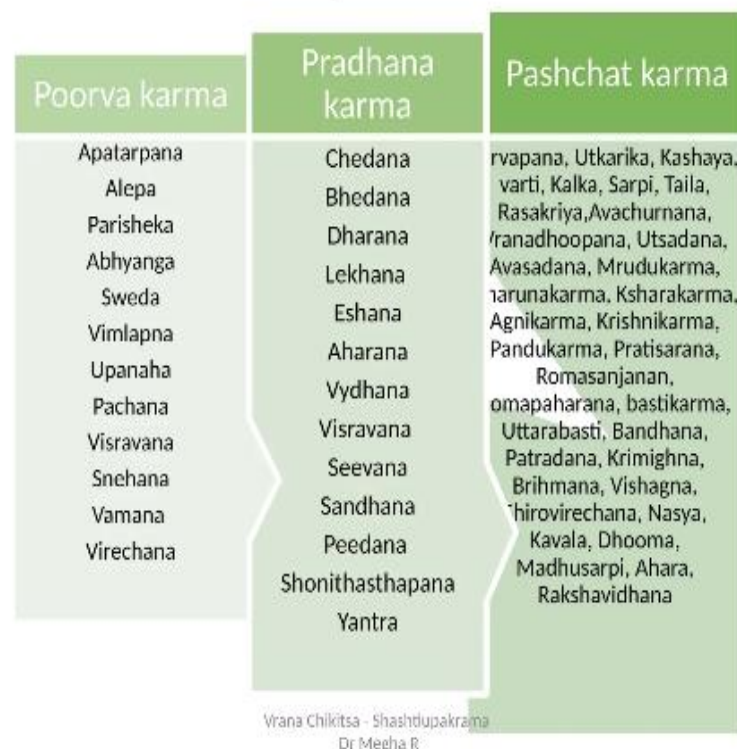 Poorva karma
Apatarpana
Alepa
Parisheka
Abhyanga
Sweda
Vimlapna
Upanaha
Pachana
Visravana
Snehana
Vamana
Virechana
Pradhana
karma
Chedana
Bhedana
Dharana
Lekhana
Eshana
Aharana
Vydhana
Visravana
Seevana
Sandhana
Peedana
Shonithasthapana
Yantra
Pashchat karma
Utkarika, Kashaya,
varti, Kalka, Sarpi, Taila,
Rasakriya,Avachurnana,
Utsadana,
Avasadana, Mrudukarma,
Ksharakarma,
Agnikarma, Krishnikarma,
Pandukarma, Pratisarana,
Romasanjanan,
bastikarma,
Uttarabasti, Bandhana,
Patradana, Krimighna,
Brihmana, Vishagna,
Nasya,
Kavala, Dhooma,
Madhusarpi, Ahara,
Rakshavidhana
Vrana Chikitsa - Shashtiupakrama
Dr Megha R